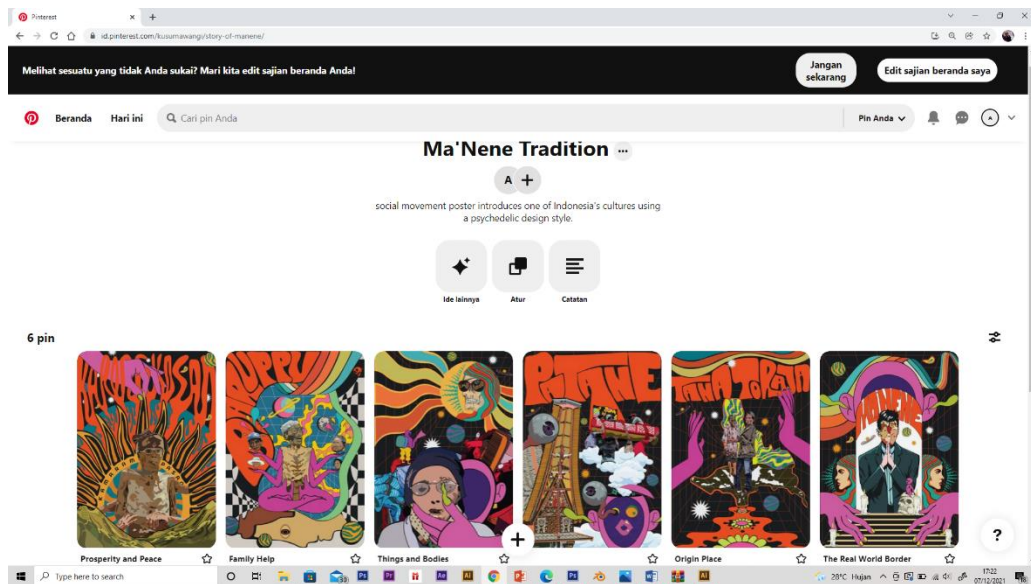 Pinterest
id.pinterest.com/kusumawangi/story-of-manene/
Melihat sesuatu yang tidak Anda sukai? Mari kita edit sajian beranda Anda!
Jangan
sekarang
Edit sajian beranda saya
Beranda
Hari ini
Cari pin Anda
Pin Anda
Ma'Nene Tradition
A
social movement poster introduces one of Indonesia's cultures using
a psychedelic design style.
Ide lainnya
Atur
Catatan
6 pin
PATANE
TANA TORAJA
MANENE
Prosperity and Peace
Family Help
Things and Bodies
Origin Place
The Real World Border
?
Type here to search
28°C Hujan
17:22
07/12/2021